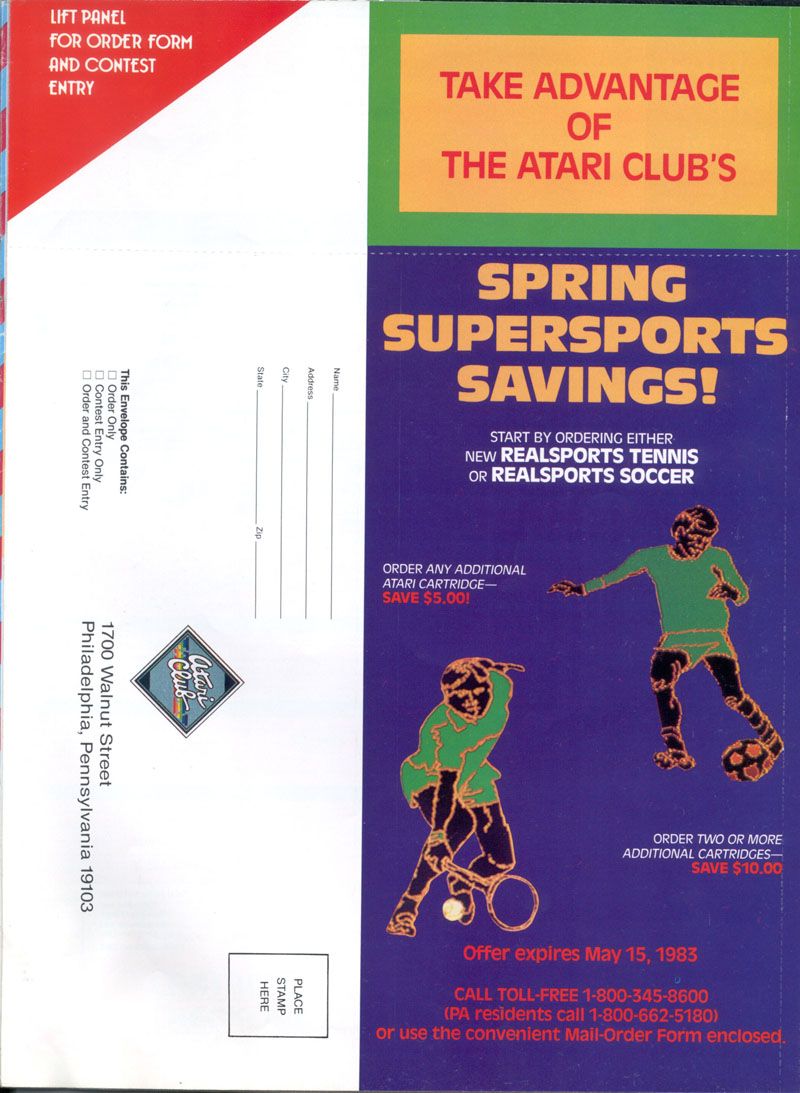 LIFT PANEL
FOR ORDER FORM
AND CONTEST
ENTRY
TAKE ADVANTAGE
OF
THE ATARI CLUB'S
SPRING
SUPERSPORTS
SAVINGS!
START BY ORDERING EITHER
NEW REALSPORTS TENNIS
OR REALSPORTS SOCCER
ORDER ANY ADDITIONAL
ATARI CARTRIDGE—
SAVE $5.00!
ORDER TWO OR MORE
ADDITIONAL CARTRIDGES—
SAVE $10.00
Offer expires May 15, 1983
CALL TOLL-FREE 1-800-345-8600
(PA residents call 1-800-662-5180)
or use the convenient Mail-Order Form enclosed.
Name
Address
City
State Zip
This Envelope Contains:
□ Order Only
□ Contest Entry Only
□ Order and Contest Entry
Atari
Club
1700 Walnut Street
Philadelphia, Pennsylvania 19103
PLACE
STAMP
HERE